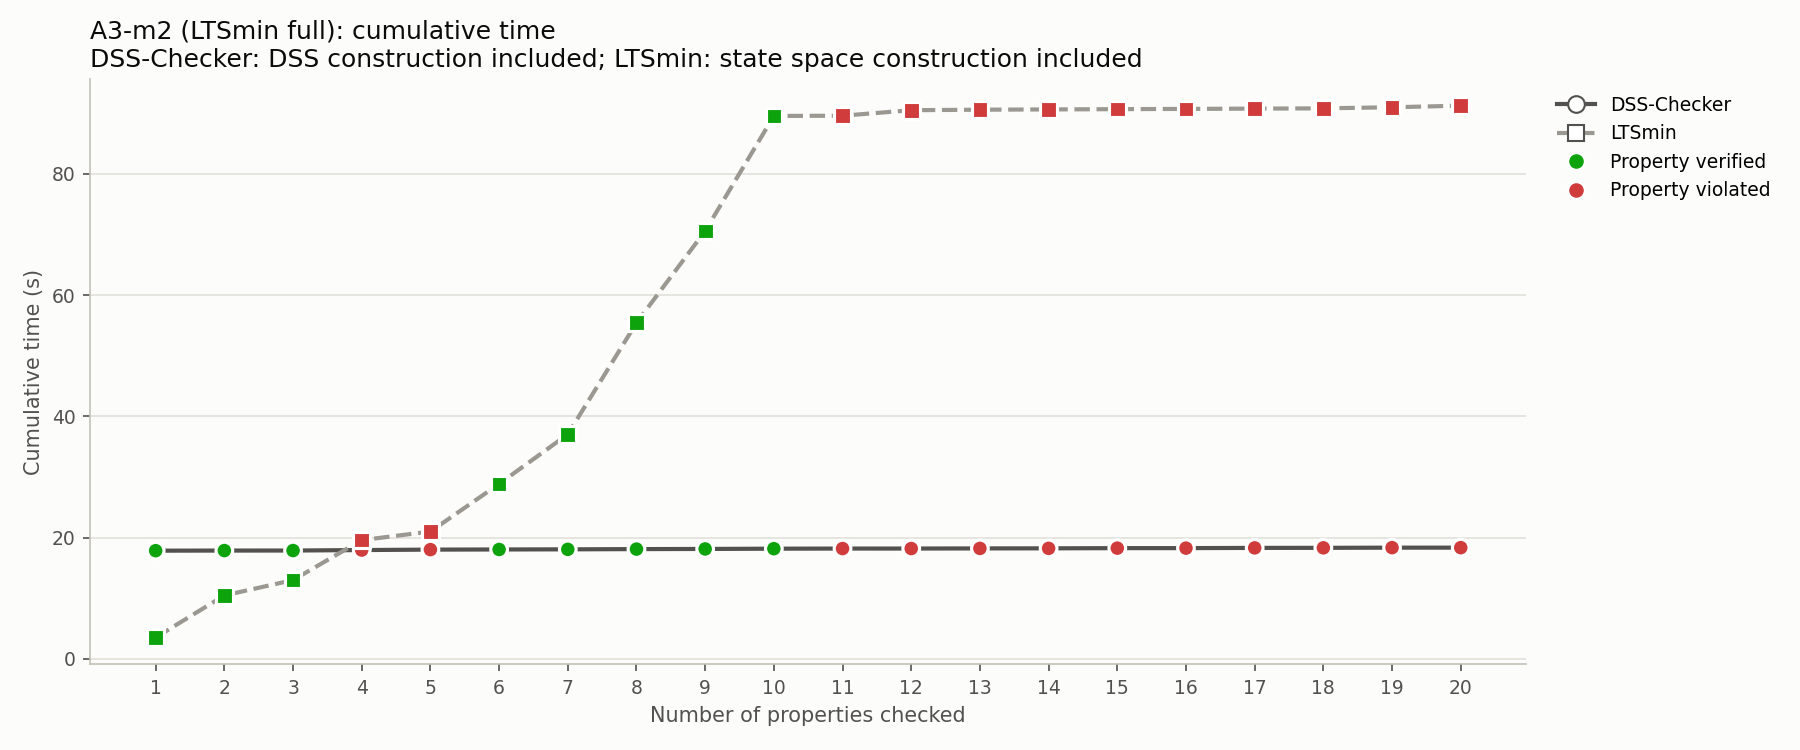 A3-m2 (LTSmin full): cumulative time
DSS-Checker: DSS construction included; LTSmin: state space construction included
DSS-Checker
LTSmin
Property verified
Property violated
Cumulative time (s)
80
60
40
20
0
1 2 3 4 5 6 7 8 9 10 11 12 13 14 15 16 17 18 19 20
Number of properties checked